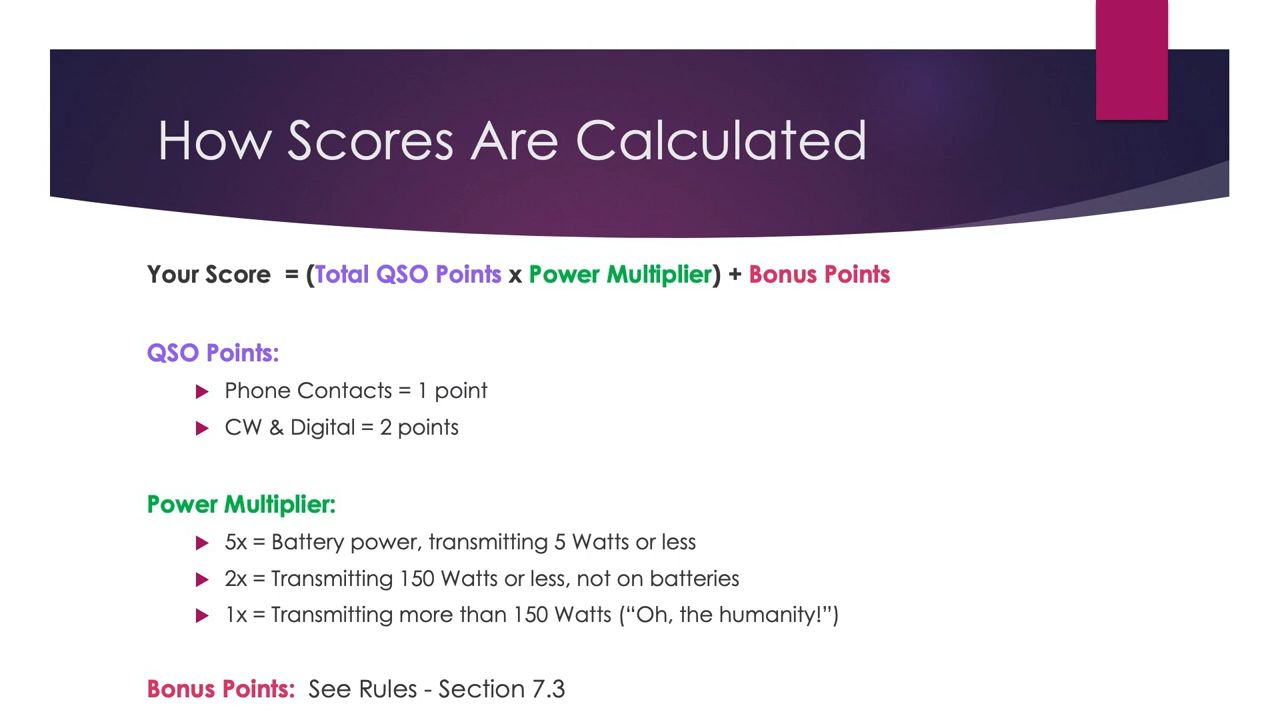 How Scores Are Calculated
Your Score = (Total QSO Points x Power Multiplier) + Bonus Points
QSO Points:
Phone Contacts = 1 point
CW & Digital = 2 points
Power Multiplier:
5x = Battery power, transmitting 5 Watts or less
2x = Transmitting 150 Watts or less, not on batteries
1x = Transmitting more than 150 Watts (“Oh, the humanity!”)
Bonus Points: See Rules - Section 7.3